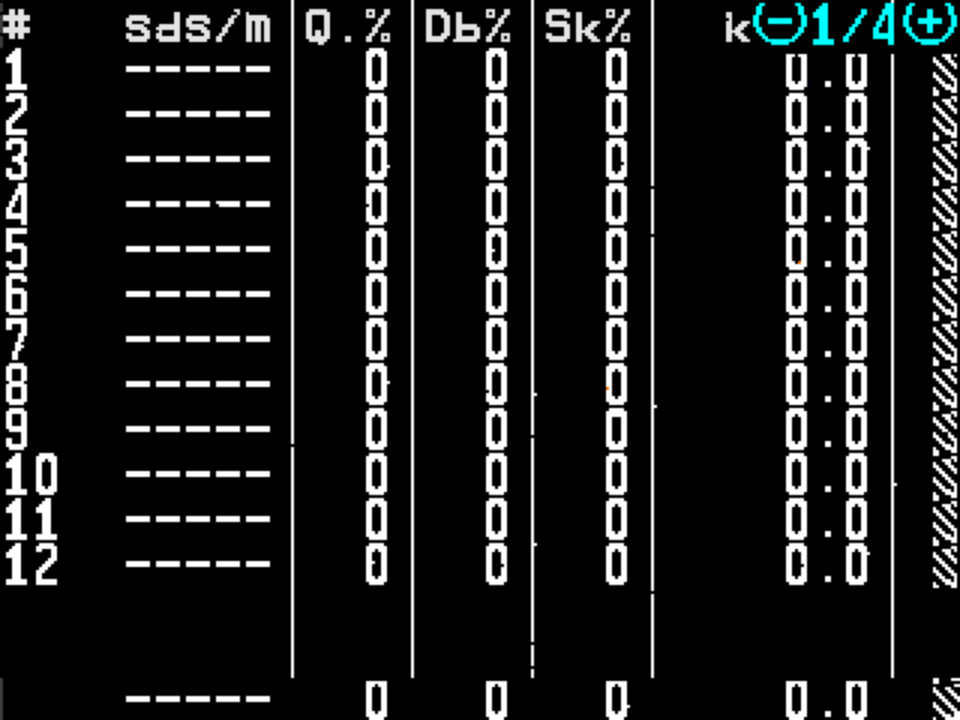 # sds/m Q.% Db% Sk% k⊖1/4⊕
1 ----- 0 0 0 0.0
2 ----- 0 0 0 0.0
3 ----- 0 0 0 0.0
4 ----- 0 0 0 0.0
5 ----- 0 0 0 0.0
6 ----- 0 0 0 0.0
7 ----- 0 0 0 0.0
8 ----- 0 0 0 0.0
9 ----- 0 0 0 0.0
10 ----- 0 0 0 0.0
11 ----- 0 0 0 0.0
12 ----- 0 0 0 0.0
----- 0 0 0 0.0